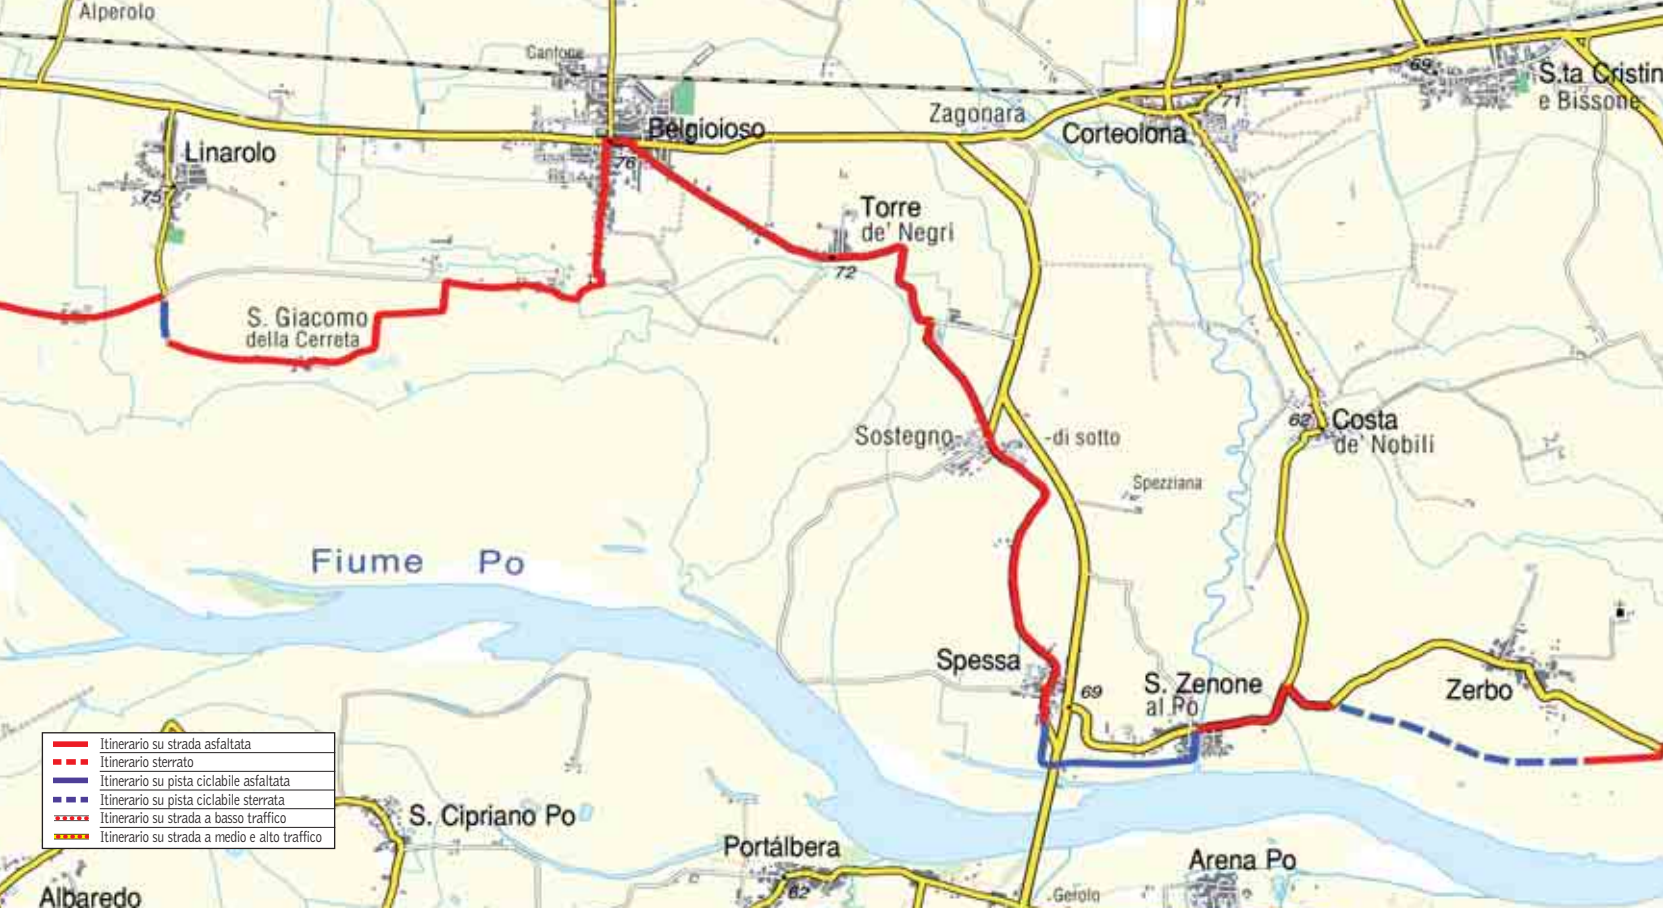 Alperolo
Cantone
S.ta Cristin
e Bissone
69
71
Zagonara
Corteolona
Belgioioso
76
Linarolo
75
Torre
de' Negri
72
S. Giacomo
della Cerreta
Sostegno-
-di sotto
62
Costa
de' Nobili
Spezziana
Fiume Po
Spessa
69
S. Zenone
al Po
Zerbo
Itinerario su strada asfaltata
Itinerario sterrato
Itinerario su pista ciclabile asfaltata
Itinerario su pista ciclabile sterrata
Itinerario su strada a basso traffico
Itinerario su strada a medio e alto traffico
S. Cipriano Po
Portálbera
62
Arena Po
Gerolo
Albaredo